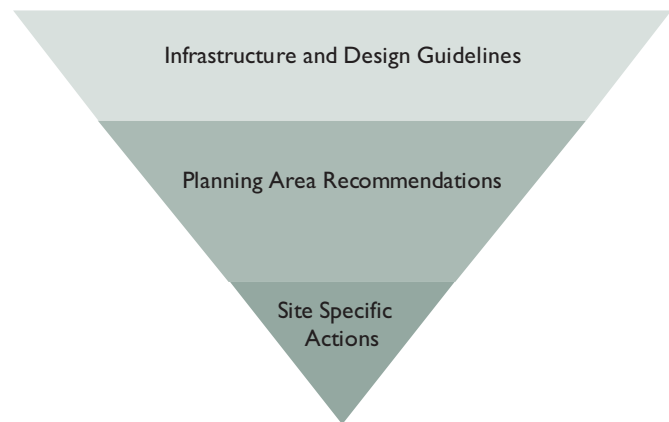 Infrastructure and Design Guidelines
Planning Area Recommendations
Site Specific
Actions